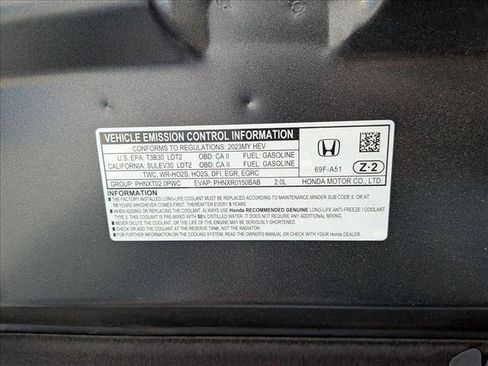 VEHICLE EMISSION CONTROL INFORMATION
CONFORMS TO REGULATIONS: 2023MY HEV
U.S. EPA: T3B30 LDT2 OBD: CA II FUEL: GASOLINE
CALIFORNIA: SULEV30 LDT2 OBD: CA II FUEL: GASOLINE
TWC, WR-HO2S, HO2S, DFI, EGR, EGRC
GROUP: PHNXT02.0PWC EVAP: PHNXR0150BAB 2.0L
HONDA
69F-A51 Z-2
HONDA MOTOR CO., LTD.
IMPORTANT INFORMATION
■ THE FACTORY INSTALLED LONG-LIFE COOLANT MUST BE REPLACED ACCORDING TO MAINTENANCE MINDER SUB CODE 5, OR AT
10 YEARS WHICHEVER COMES FIRST, THEREAFTER EVERY 5 YEARS.
■ WHEN ADDING OR REPLACING THE COOLANT, ALWAYS USE Honda RECOMMENDED GENUINE LONG-LIFE ANTI-FREEZE / COOLANT
TYPE 2. THIS COOLANT IS PRE-MIXED WITH 50% DISTILLED WATER. IT DOES NOT REQUIRE ANY ADDITIONAL MIXING.
■ NEVER DILUTE THE COOLANT. OTHERWISE THE LIFE OF THE ENGINE MAY BE SERIOUSLY SHORTENED.
■ CHECK OR ADD COOLANT AT THE RESERVE TANK, NOT THE RADIATOR.
■ FOR FURTHER INFORMATION ON THE COOLING SYSTEM, READ THE OWNER'S MANUAL OR CHECK WITH YOUR Honda DEALER.